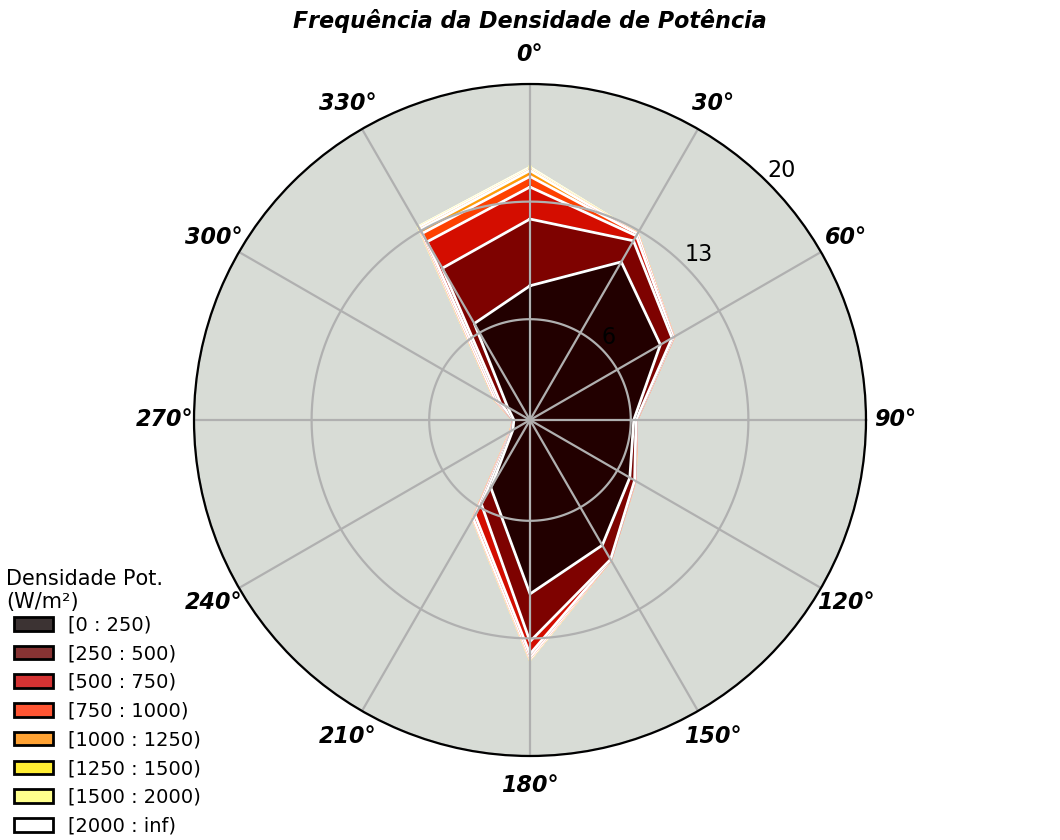 Frequência da Densidade de Potência
0°
330°
30°
20
300°
60°
13
6
270°
90°
240°
120°
210°
150°
180°
Densidade Pot.
(W/m²)
[0 : 250)
[250 : 500)
[500 : 750)
[750 : 1000)
[1000 : 1250)
[1250 : 1500)
[1500 : 2000)
[2000 : inf)